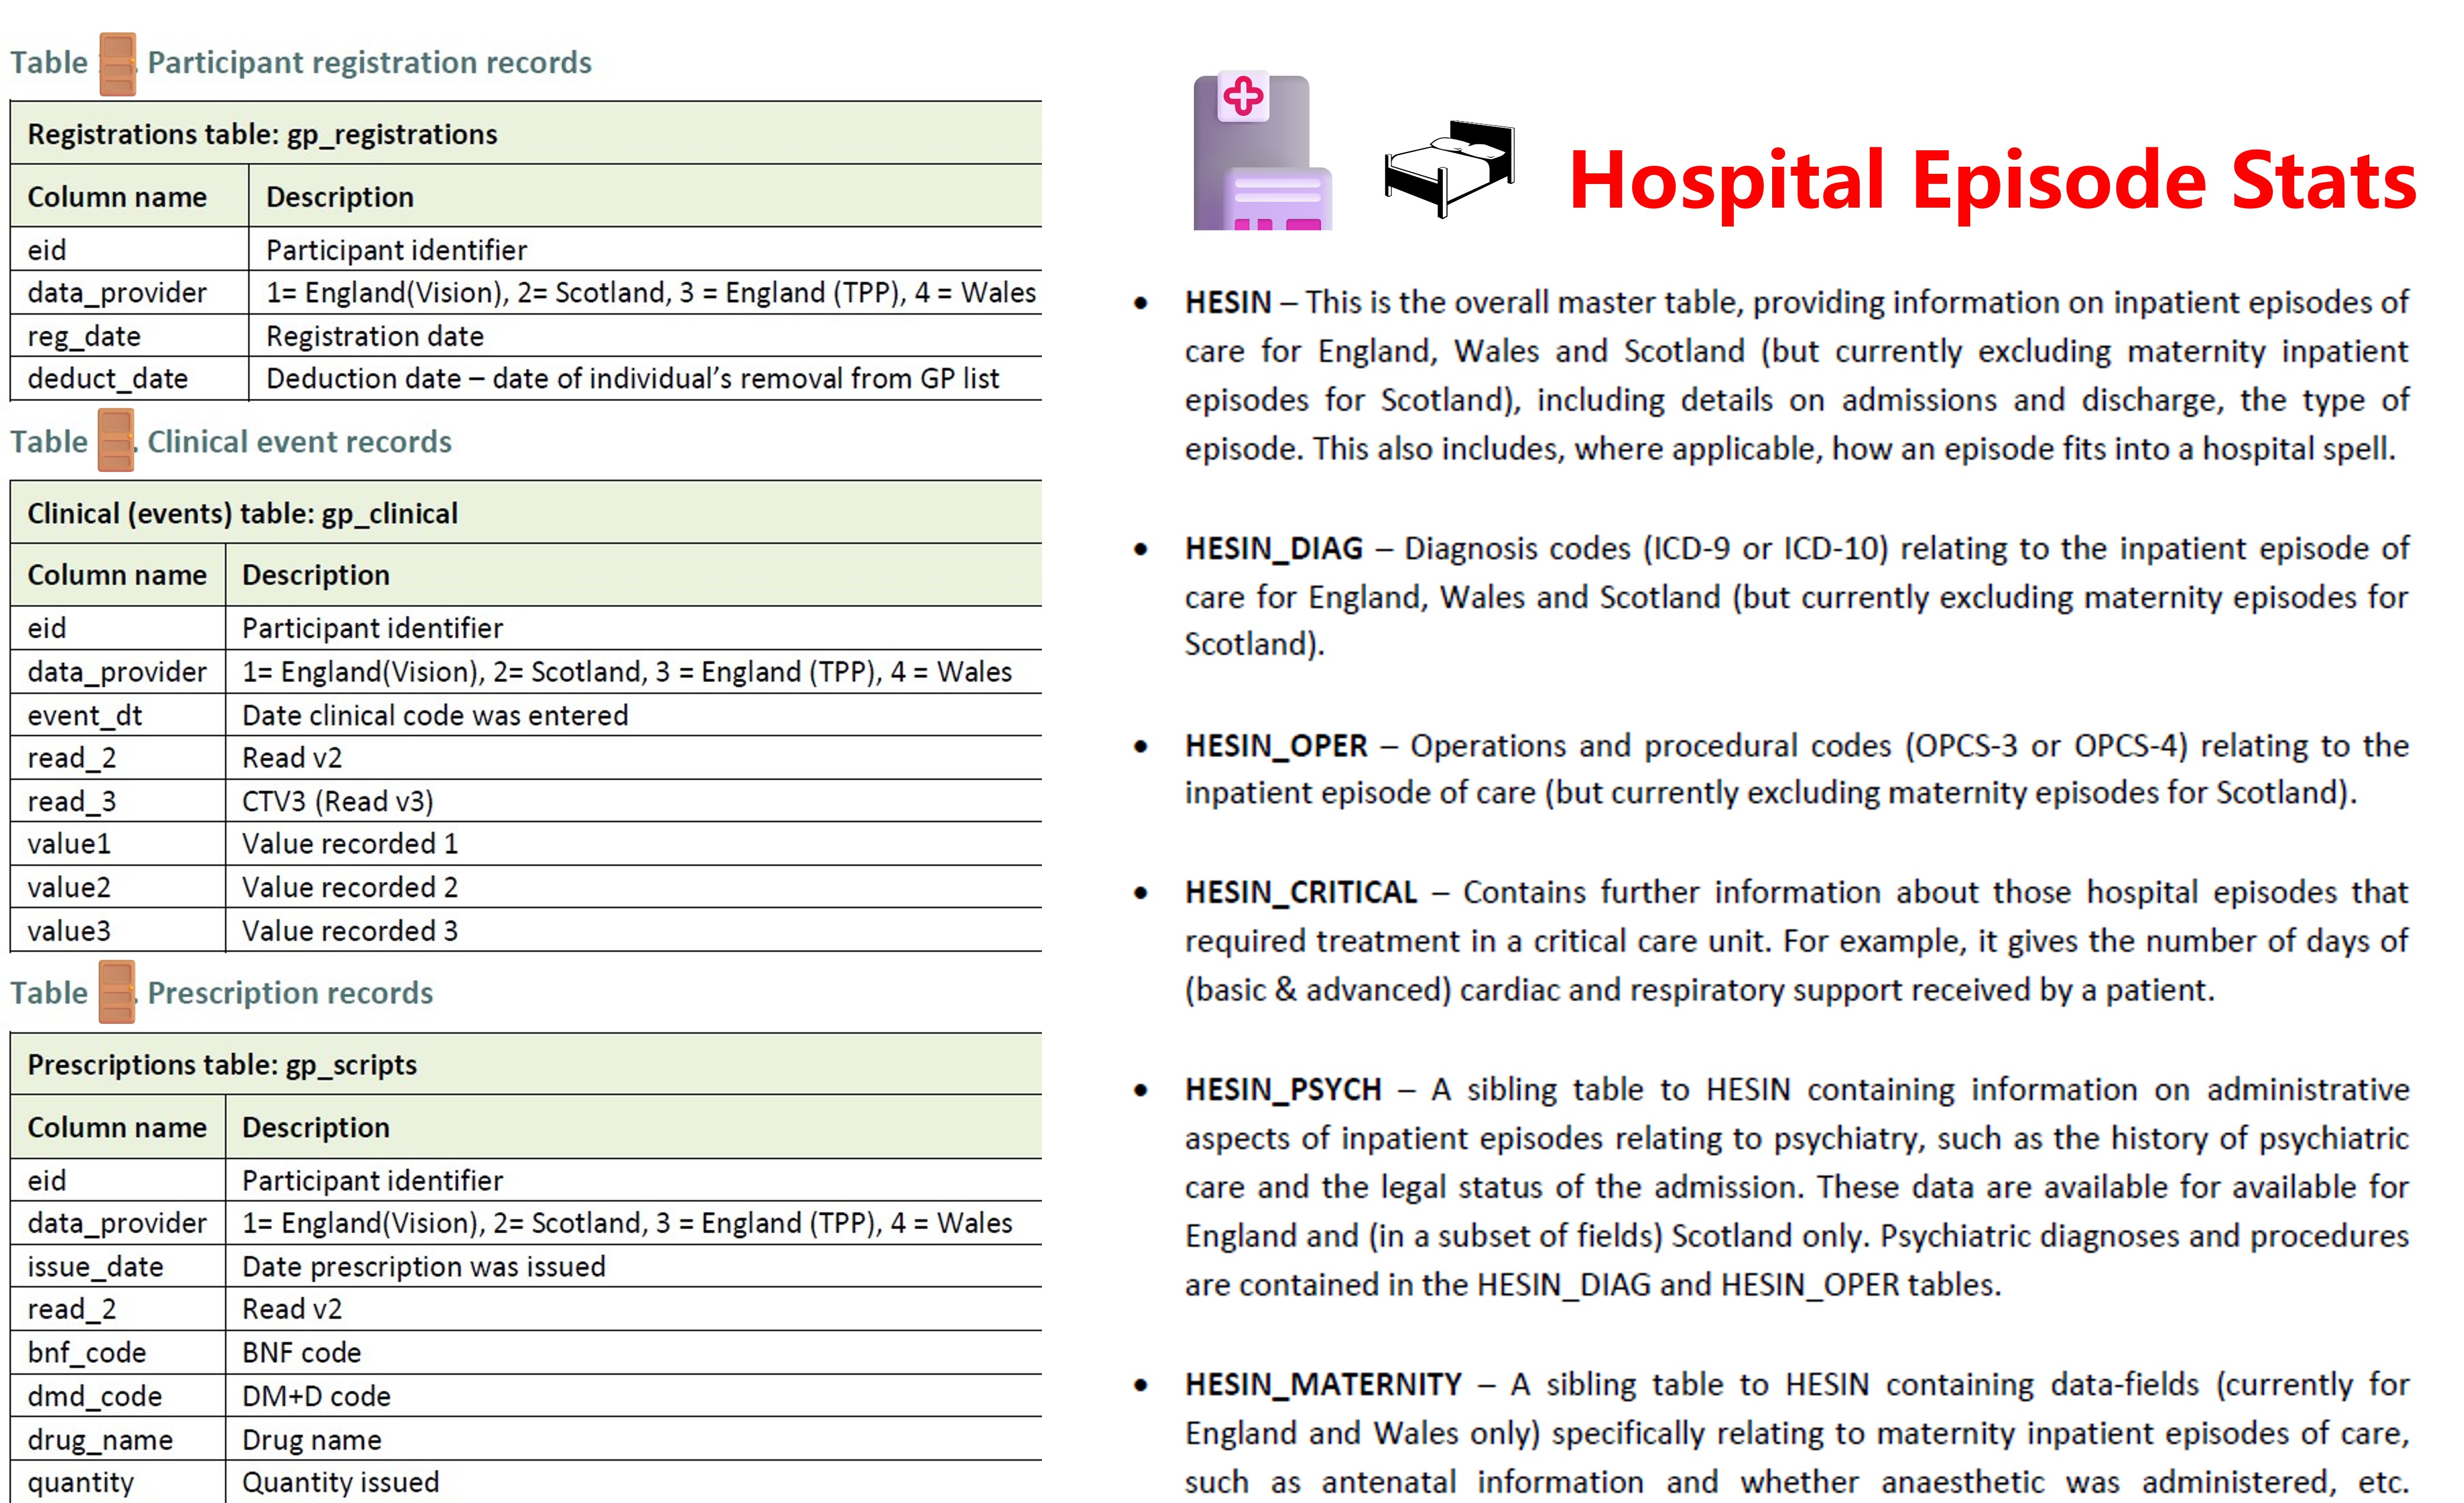 Table Participant registration records
Registrations table: gp_registrations
Column name Description
eid Participant identifier
data_provider 1= England(Vision), 2= Scotland, 3 = England (TPP), 4 = Wales
reg_date Registration date
deduct_date Deduction date – date of individual's removal from GP list
Table . Clinical event records
Clinical (events) table: gp_clinical
Column name Description
eid Participant identifier
data_provider 1= England(Vision), 2= Scotland, 3 = England (TPP), 4 = Wales
event_dt Date clinical code was entered
read_2 Read v2
read_3 CTV3 (Read v3)
value1 Value recorded 1
value2 Value recorded 2
value3 Value recorded 3
Table . Prescription records
Prescriptions table: gp_scripts
Column name Description
eid Participant identifier
data_provider 1= England(Vision), 2= Scotland, 3 = England (TPP), 4 = Wales
issue_date Date prescription was issued
read_2 Read v2
bnf_code BNF code
dmd_code DM+D code
drug_name Drug name
quantity Quantity issued
Hospital Episode Stats
• HESIN – This is the overall master table, providing information on inpatient episodes of
care for England, Wales and Scotland (but currently excluding maternity inpatient
episodes for Scotland), including details on admissions and discharge, the type of
episode. This also includes, where applicable, how an episode fits into a hospital spell.
• HESIN_DIAG – Diagnosis codes (ICD-9 or ICD-10) relating to the inpatient episode of
care for England, Wales and Scotland (but currently excluding maternity episodes for
Scotland).
• HESIN_OPER – Operations and procedural codes (OPCS-3 or OPCS-4) relating to the
inpatient episode of care (but currently excluding maternity episodes for Scotland).
• HESIN_CRITICAL – Contains further information about those hospital episodes that
required treatment in a critical care unit. For example, it gives the number of days of
(basic & advanced) cardiac and respiratory support received by a patient.
• HESIN_PSYCH – A sibling table to HESIN containing information on administrative
aspects of inpatient episodes relating to psychiatry, such as the history of psychiatric
care and the legal status of the admission. These data are available for available for
England and (in a subset of fields) Scotland only. Psychiatric diagnoses and procedures
are contained in the HESIN_DIAG and HESIN_OPER tables.
• HESIN_MATERNITY – A sibling table to HESIN containing data-fields (currently for
England and Wales only) specifically relating to maternity inpatient episodes of care,
such as antenatal information and whether anaesthetic was administered, etc.